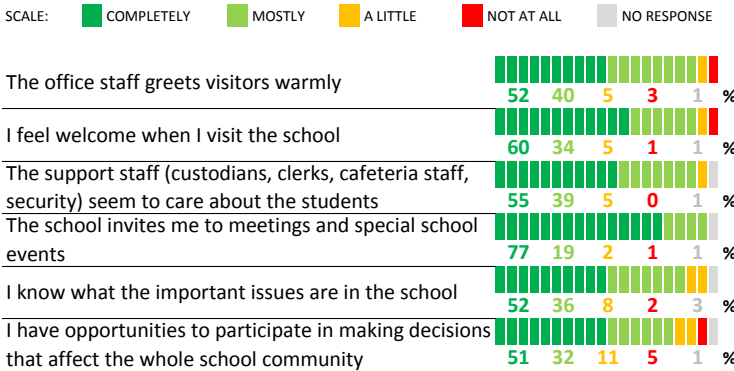 SCALE: COMPLETELY MOSTLY A LITTLE NOT AT ALL NO RESPONSE
The office staff greets visitors warmly
52 40 5 3 1 %
I feel welcome when I visit the school
60 34 5 1 1 %
The support staff (custodians, clerks, cafeteria staff,
security) seem to care about the students
55 39 5 0 1 %
The school invites me to meetings and special school
events
77 19 2 1 1 %
I know what the important issues are in the school
52 36 8 2 3 %
I have opportunities to participate in making decisions
that affect the whole school community
51 32 11 5 1 %